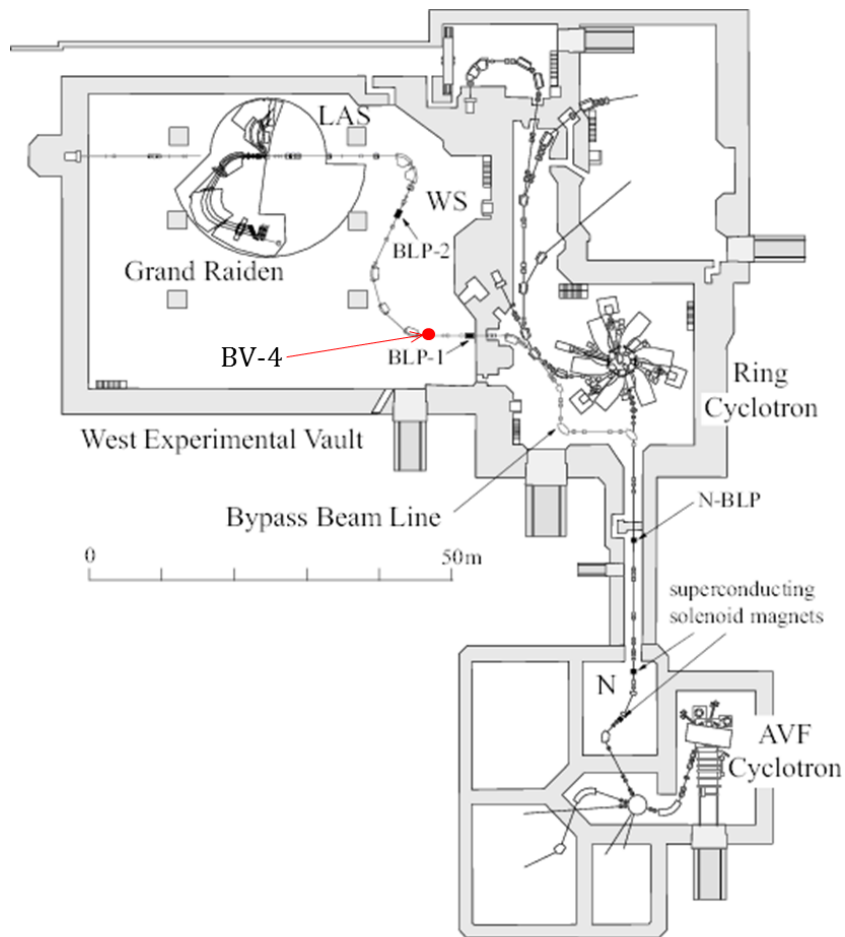 LAS
WS
BLP-2
Grand Raiden
BV-4
BLP-1
Ring
Cyclotron
West Experimental Vault
Bypass Beam Line
N-BLP
0
50m
superconducting
solenoid magnets
N
AVF
Cyclotron